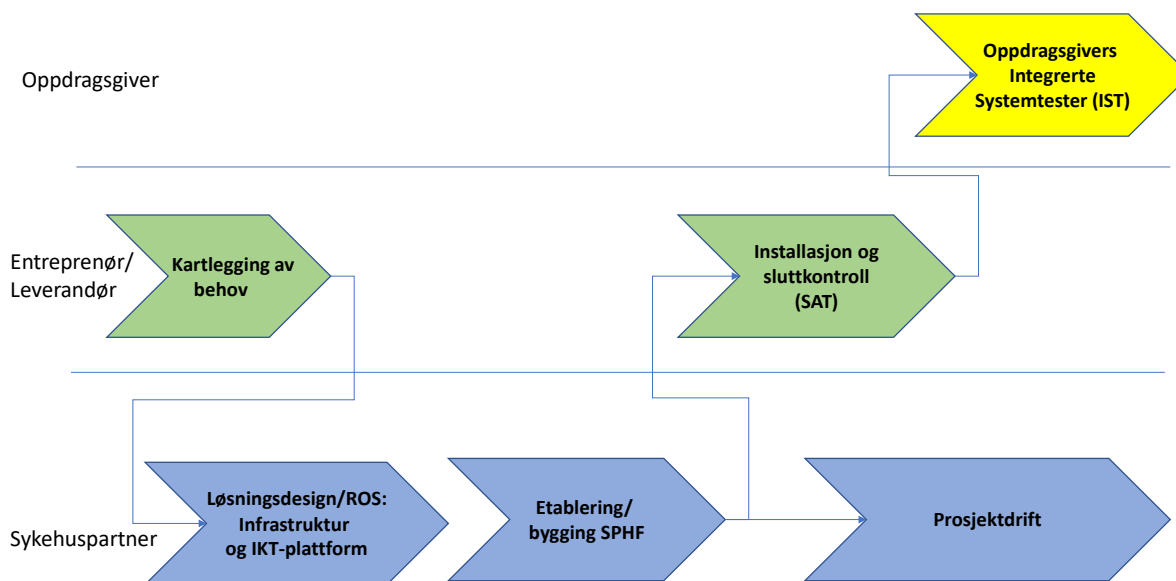 Oppdragsgiver
Oppdragsgivers
Integrerte
Systemtester (IST)
Entreprenør/
Leverandør
Kartlegging av
behov
Installasjon og
sluttkontroll
(SAT)
Sykehuspartner
Løsningsdesign/ROS:
Infrastruktur
og IKT-plattform
Etablering/
bygging SPHF
Prosjektdrift